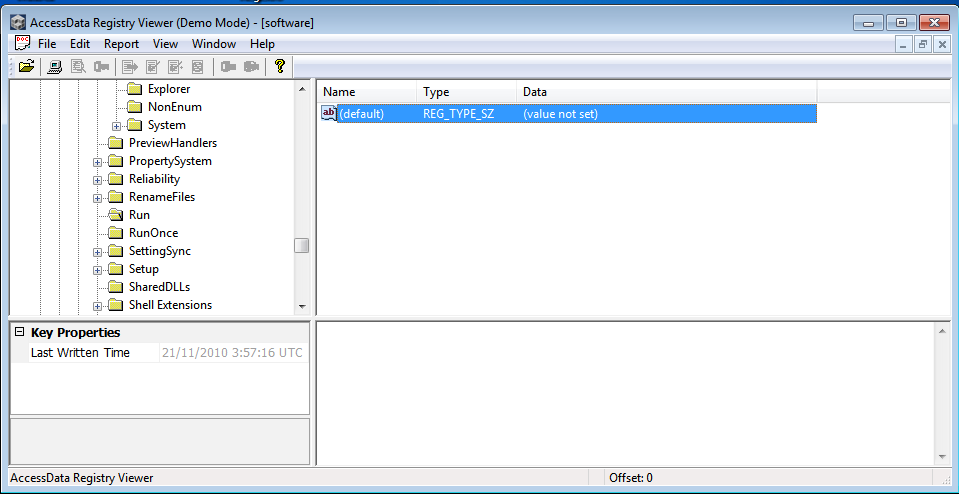 AccessData Registry Viewer (Demo Mode) - [software]
File Edit Report View Window Help
Explorer
NonEnum
System
PreviewHandlers
PropertySystem
Reliability
RenameFiles
Run
RunOnce
SettingSync
Setup
SharedDLLs
Shell Extensions
Name Type Data
ab (default) REG_TYPE_SZ (value not set)
Key Properties
Last Written Time 21/11/2010 3:57:16 UTC
AccessData Registry Viewer Offset: 0